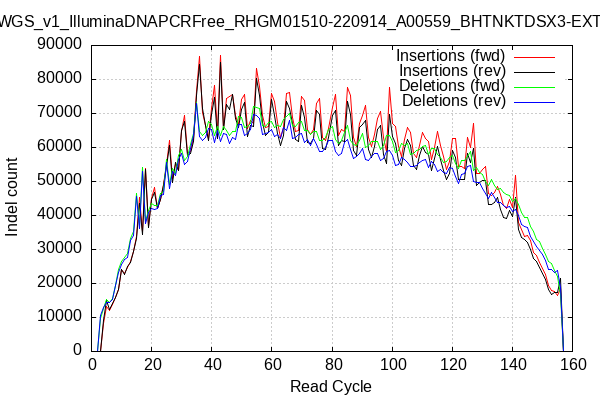 WGS_v1_IlluminaDNAPCRFree_RHGM01510-220914_A00559_BHTNKTDSX3-EXT
Insertions (fwd)
Insertions (rev)
Deletions (fwd)
Deletions (rev)
90000
80000
70000
60000
50000
40000
30000
20000
10000
0
Indel count
0 20 40 60 80 100 120 140 160
Read Cycle